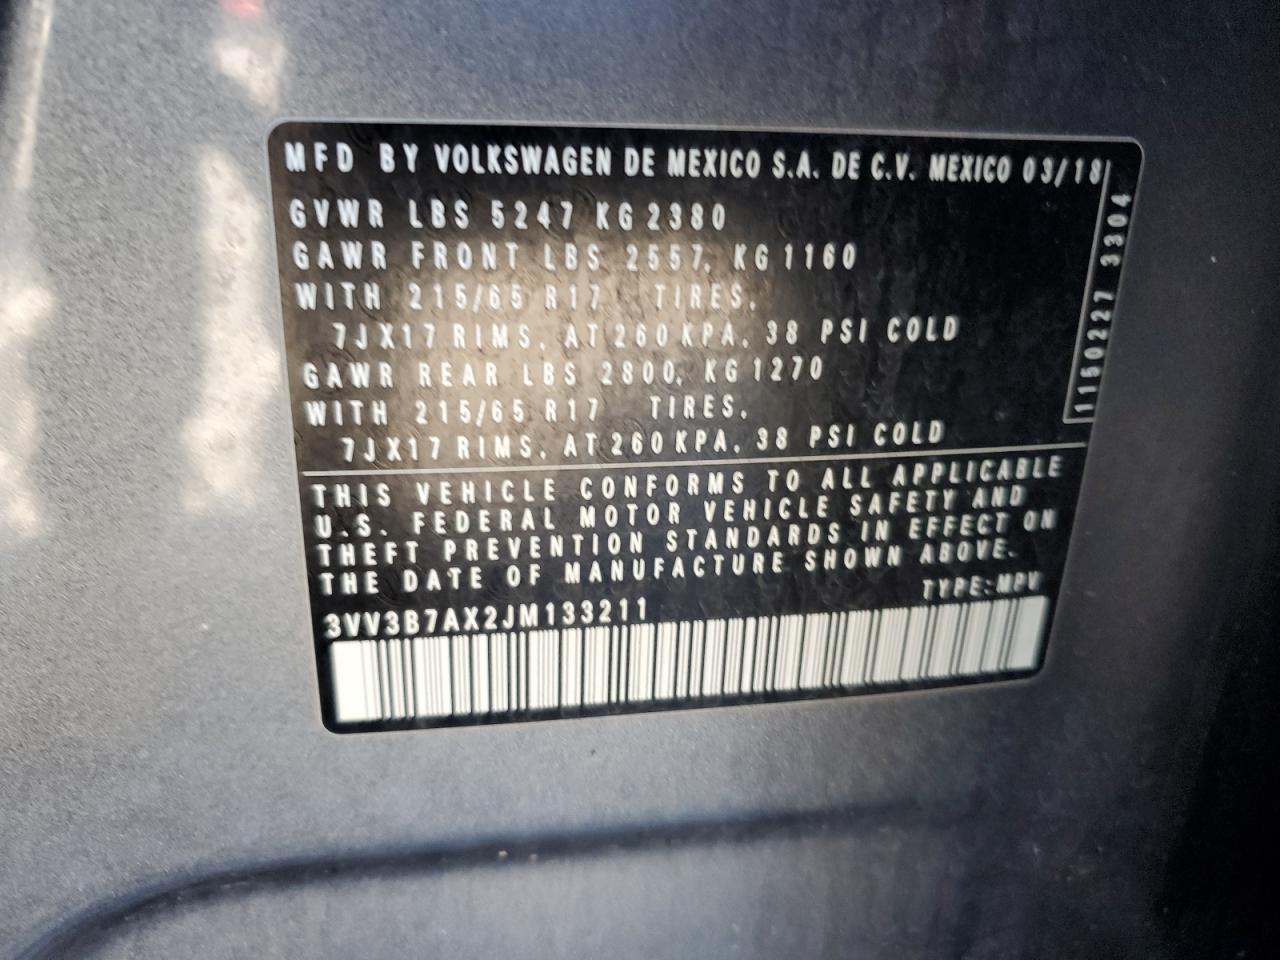 MFD BY VOLKSWAGEN DE MEXICO S.A. DE C.V. MEXICO 03/18
GVWR LBS 5247 KG 2380
GAWR FRONT LBS 2557, KG 1160
WITH 215/65 R17 TIRES,
7JX17 RIMS, AT 260 KPA, 38 PSI COLD
GAWR REAR LBS 2800, KG 1270
WITH 215/65 R17 TIRES,
7JX17 RIMS, AT 260 KPA, 38 PSI COLD
1150227 3304
THIS VEHICLE CONFORMS TO ALL APPLICABLE
U.S. FEDERAL MOTOR VEHICLE SAFETY AND
THEFT PREVENTION STANDARDS IN EFFECT ON
THE DATE OF MANUFACTURE SHOWN ABOVE.
TYPE:MPV
3VV3B7AX2JM133211